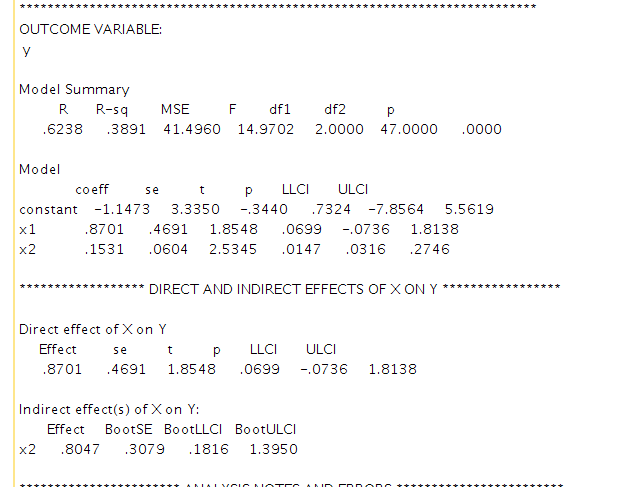 **************************************************************************
OUTCOME VARIABLE:
y
Model Summary
R R-sq MSE F df1 df2 p
.6238 .3891 41.4960 14.9702 2.0000 47.0000 .0000
Model
coeff se t p LLCI ULCI
constant -1.1473 3.3350 -.3440 .7324 -7.8564 5.5619
x1 .8701 .4691 1.8548 .0699 -.0736 1.8138
x2 .1531 .0604 2.5345 .0147 .0316 .2746
****************** DIRECT AND INDIRECT EFFECTS OF X ON Y *****************
Direct effect of X on Y
Effect se t p LLCI ULCI
.8701 .4691 1.8548 .0699 -.0736 1.8138
Indirect effect(s) of X on Y:
Effect BootSE BootLLCI BootULCI
x2 .8047 .3079 .1816 1.3950
*********************** ANALYSIS NOTES AND ERRORS ************************